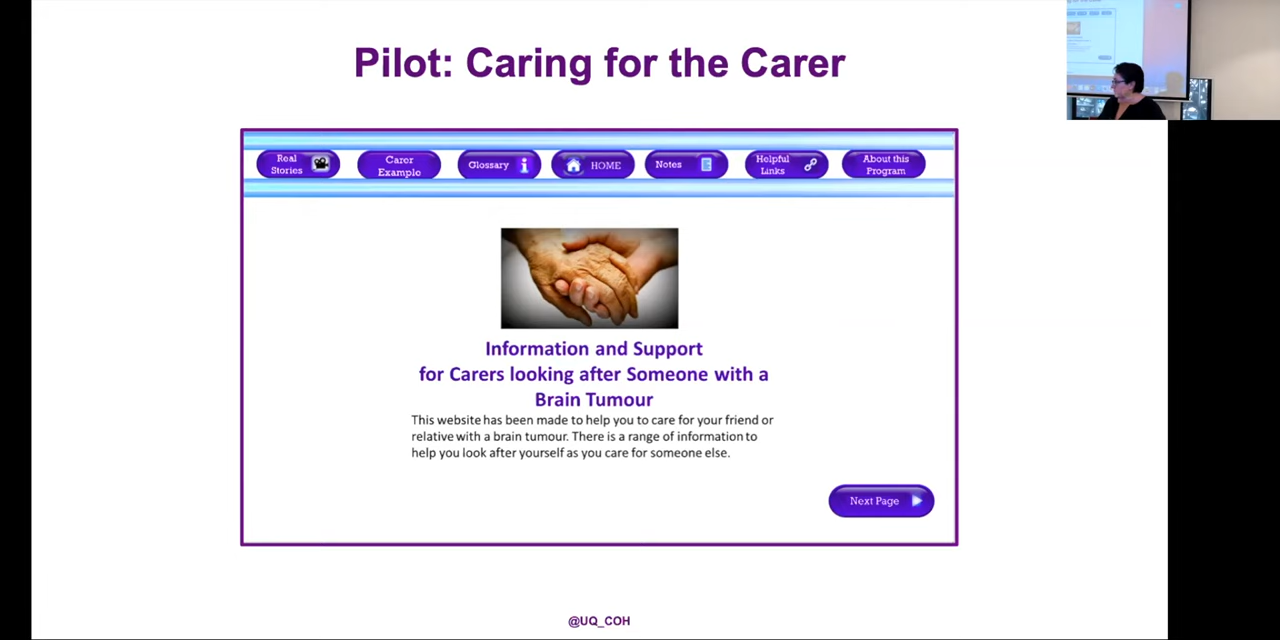 Pilot: Caring for the Carer
Real
Stories
Carer
Example
Glossary
HOME
Notes
Helpful
Links
About this
Program
Information and Support
for Carers looking after Someone with a
Brain Tumour
This website has been made to help you to care for your friend or
relative with a brain tumour. There is a range of information to
help you look after yourself as you care for someone else.
Next Page
@UQ_COH